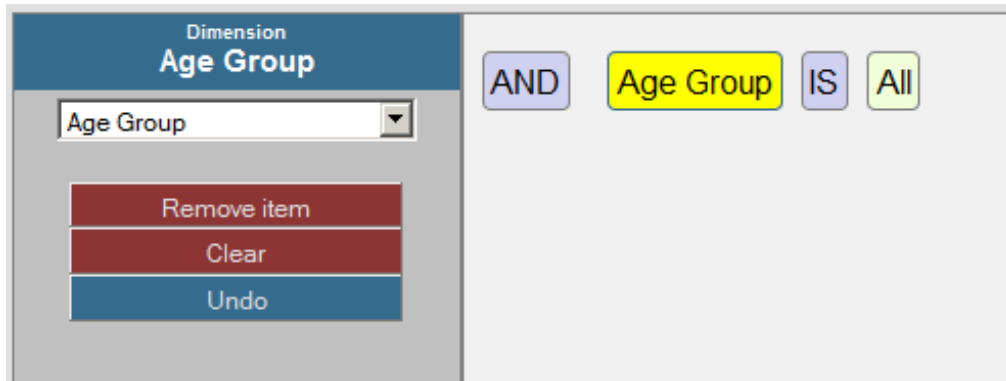 Dimension
Age Group
Age Group
Remove item
Clear
Undo
AND Age Group IS All